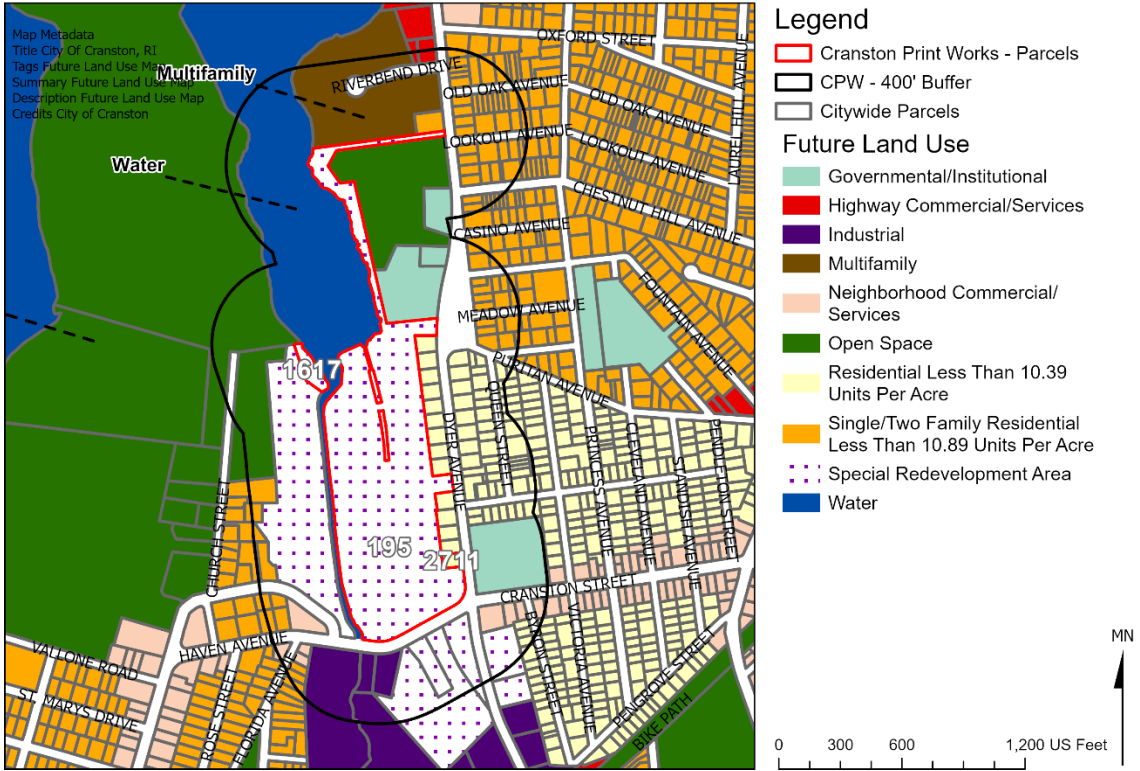 Map Metadata
Title City Of Cranston, RI
Tags Future Land Use Map
Summary Future Land Use Map
Description Future Land Use Map
Credits City of Cranston
Multifamily
Water
RIVERBEND DRIVE
OXFORD STREET
OLD OAK AVENUE
OLD OAK AVENUE
LAUREL HILL AVENUE
LOOKOUT AVENUE
LOOKOUT AVENUE
CHESTNUT HILL AVENUE
CASINO AVENUE
FOUNTAIN AVENUE
MEADOW AVENUE
PURITAN AVENUE
1617
DYER AVENUE
QUEEN STREET
PRINCESS AVENUE
CLEVELAND AVENUE
STANDISH AVENUE
PENDLETON STREET
CHURCH STREET
195
2711
CRANSTON STREET
HAVEN AVENUE
VALLONE ROAD
ST. MARYS DRIVE
ROSE STREET
FLORIDA AVENUE
BYRON STREET
VICTORIA AVENUE
PENGROVE STREET
BIKE PATH
Legend
Cranston Print Works - Parcels
CPW - 400' Buffer
Citywide Parcels
Future Land Use
Governmental/Institutional
Highway Commercial/Services
Industrial
Multifamily
Neighborhood Commercial/
Services
Open Space
Residential Less Than 10.39
Units Per Acre
Single/Two Family Residential
Less Than 10.89 Units Per Acre
Special Redevelopment Area
Water
MN
0 300 600 1,200 US Feet